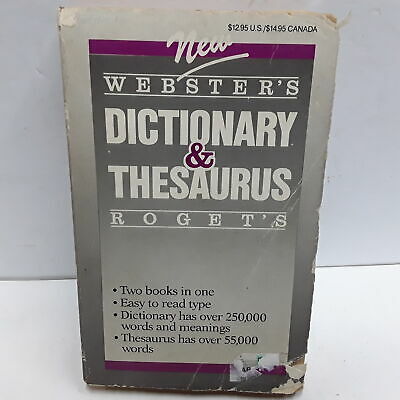 $12.95 U.S./$14.95 CANADA
New
WEBSTER'S
DICTIONARY
&
THESAURUS
ROGET'S
• Two books in one
• Easy to read type
• Dictionary has over 250,000
words and meanings
• Thesaurus has over 55,000
words